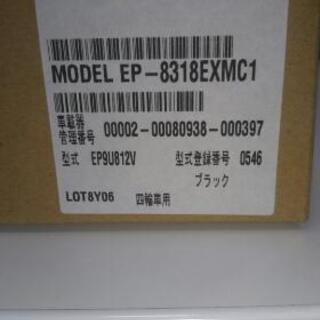 MODEL EP-8318EXMC1
車載器
管理番号 00002-00080938-000397
型式 EP9U812V 型式登録番号 0546
ブラック
LOT8Y06 四輪車用